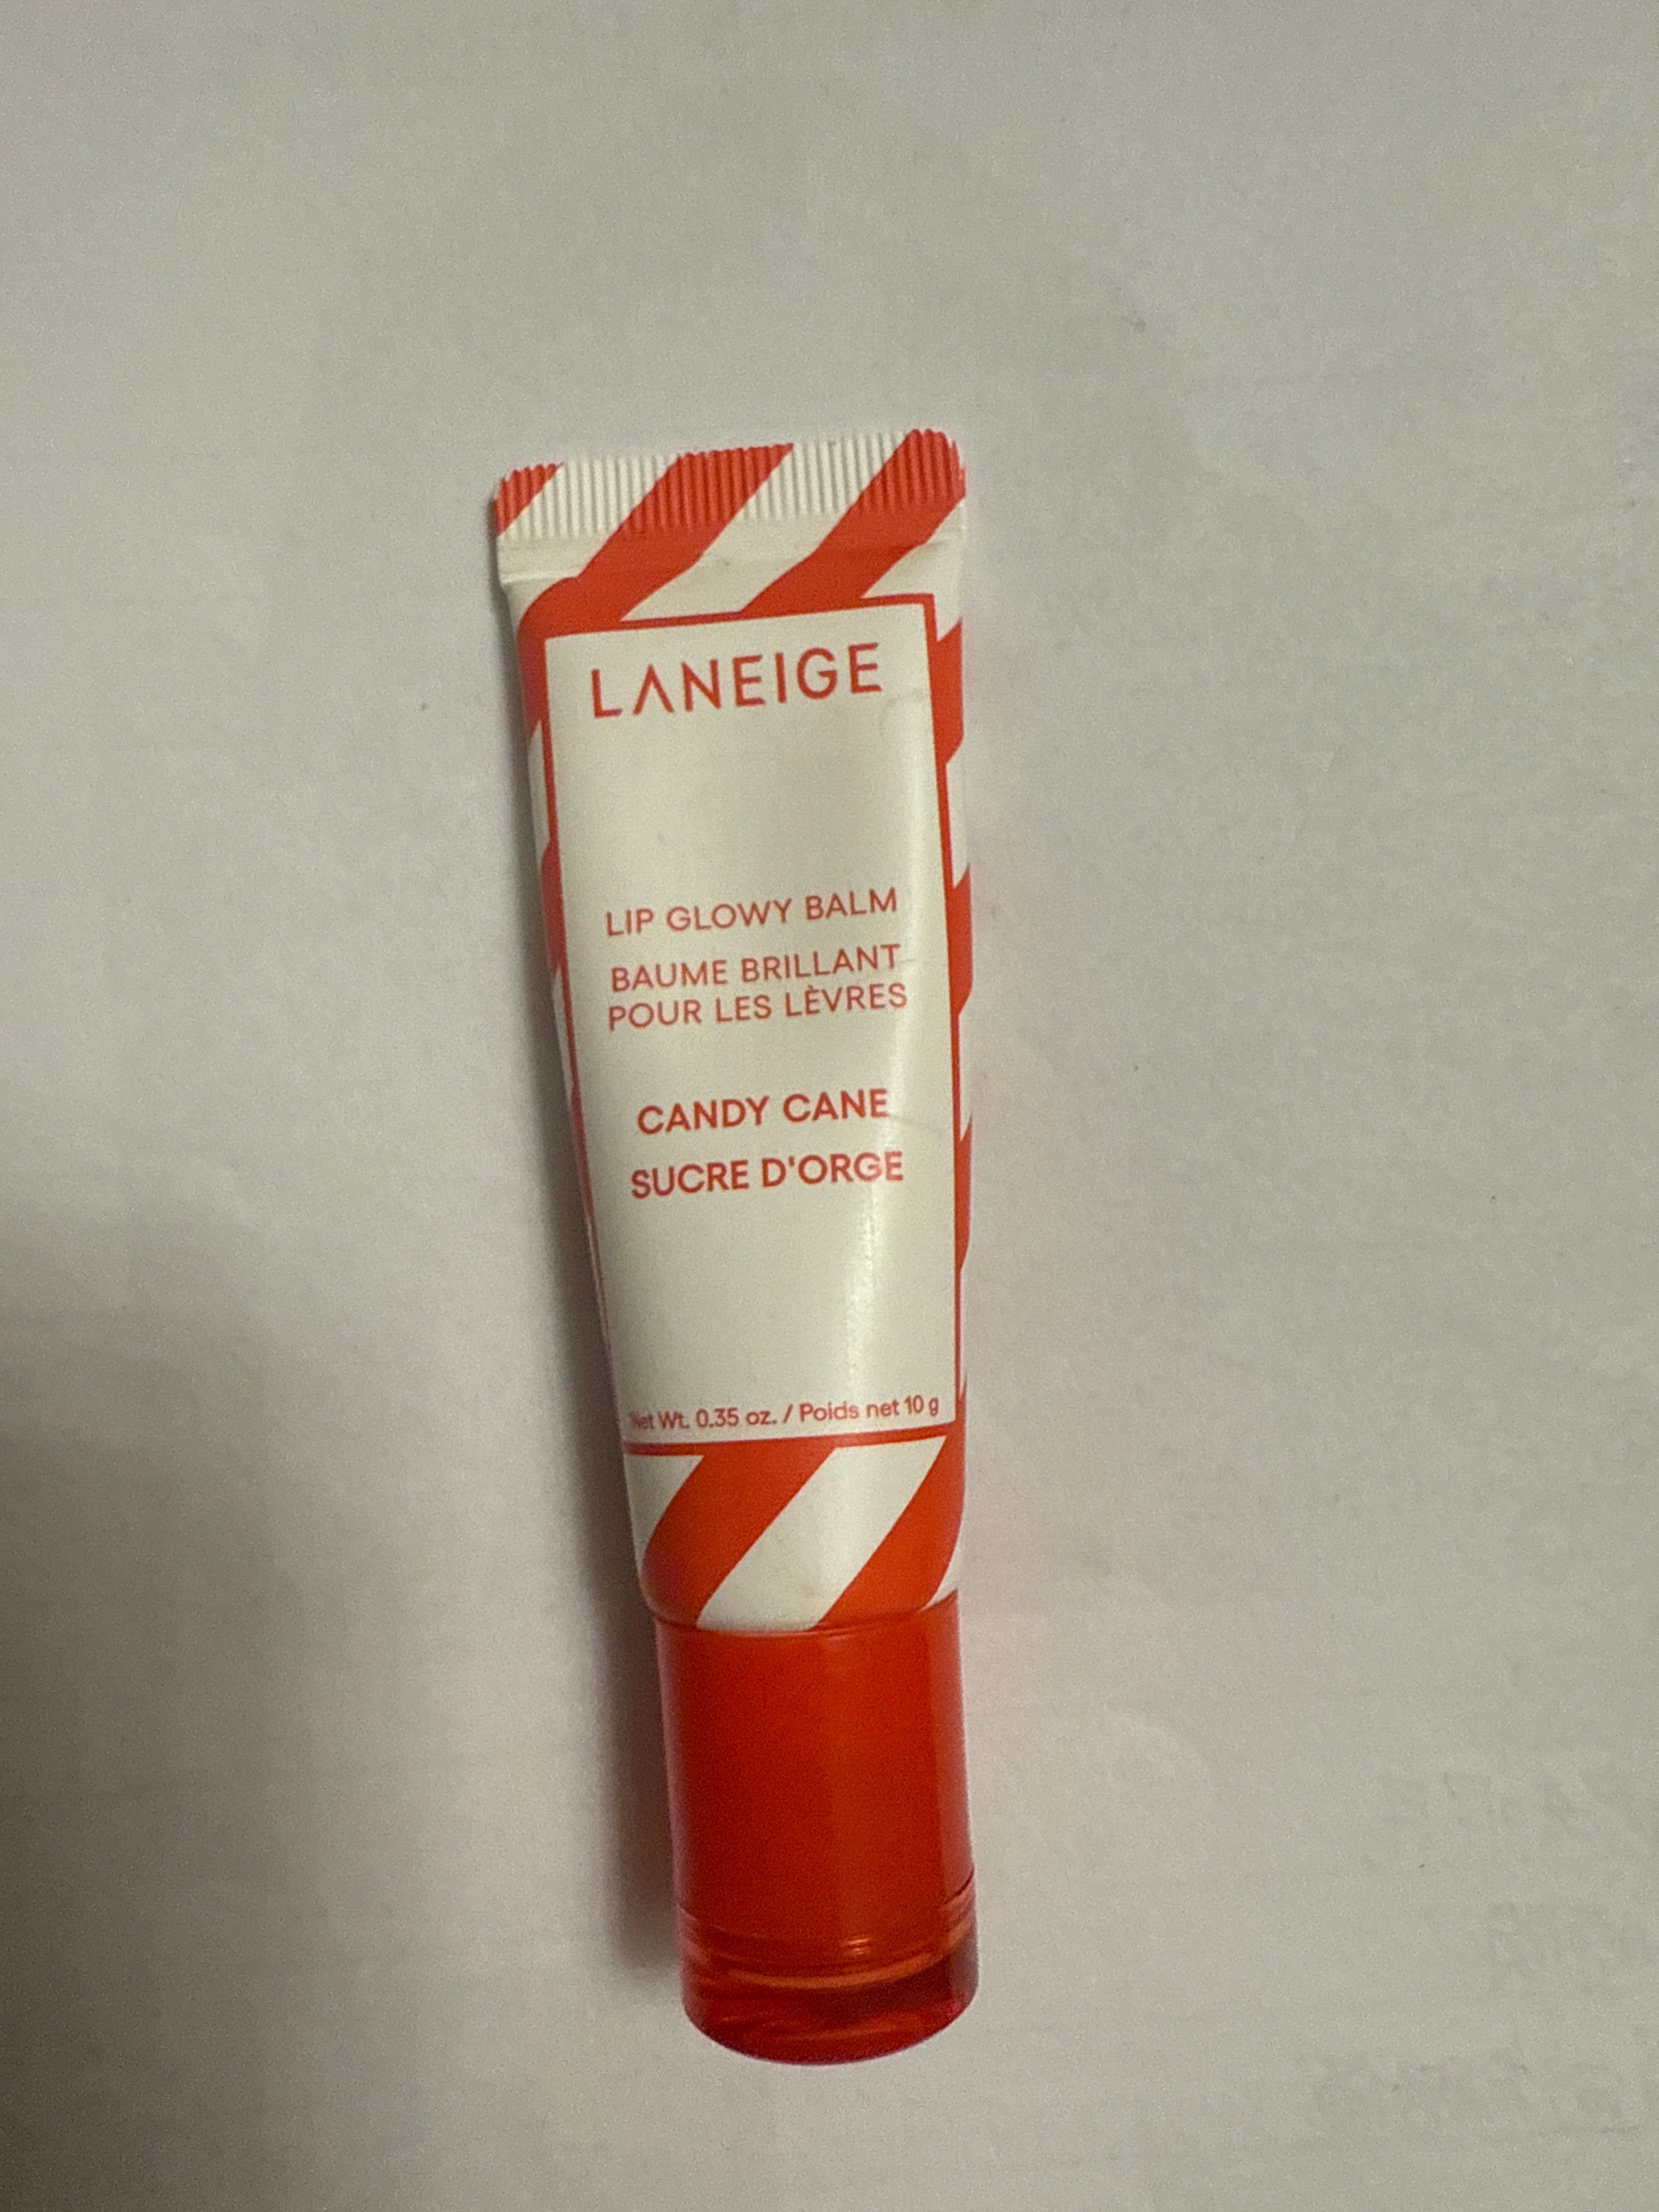 LANEIGE
LIP GLOWY BALM
BAUME BRILLANT
POUR LES LÈVRES
CANDY CANE
SUCRE D'ORGE
Net Wt. 0.35 oz. / Poids net 10 g